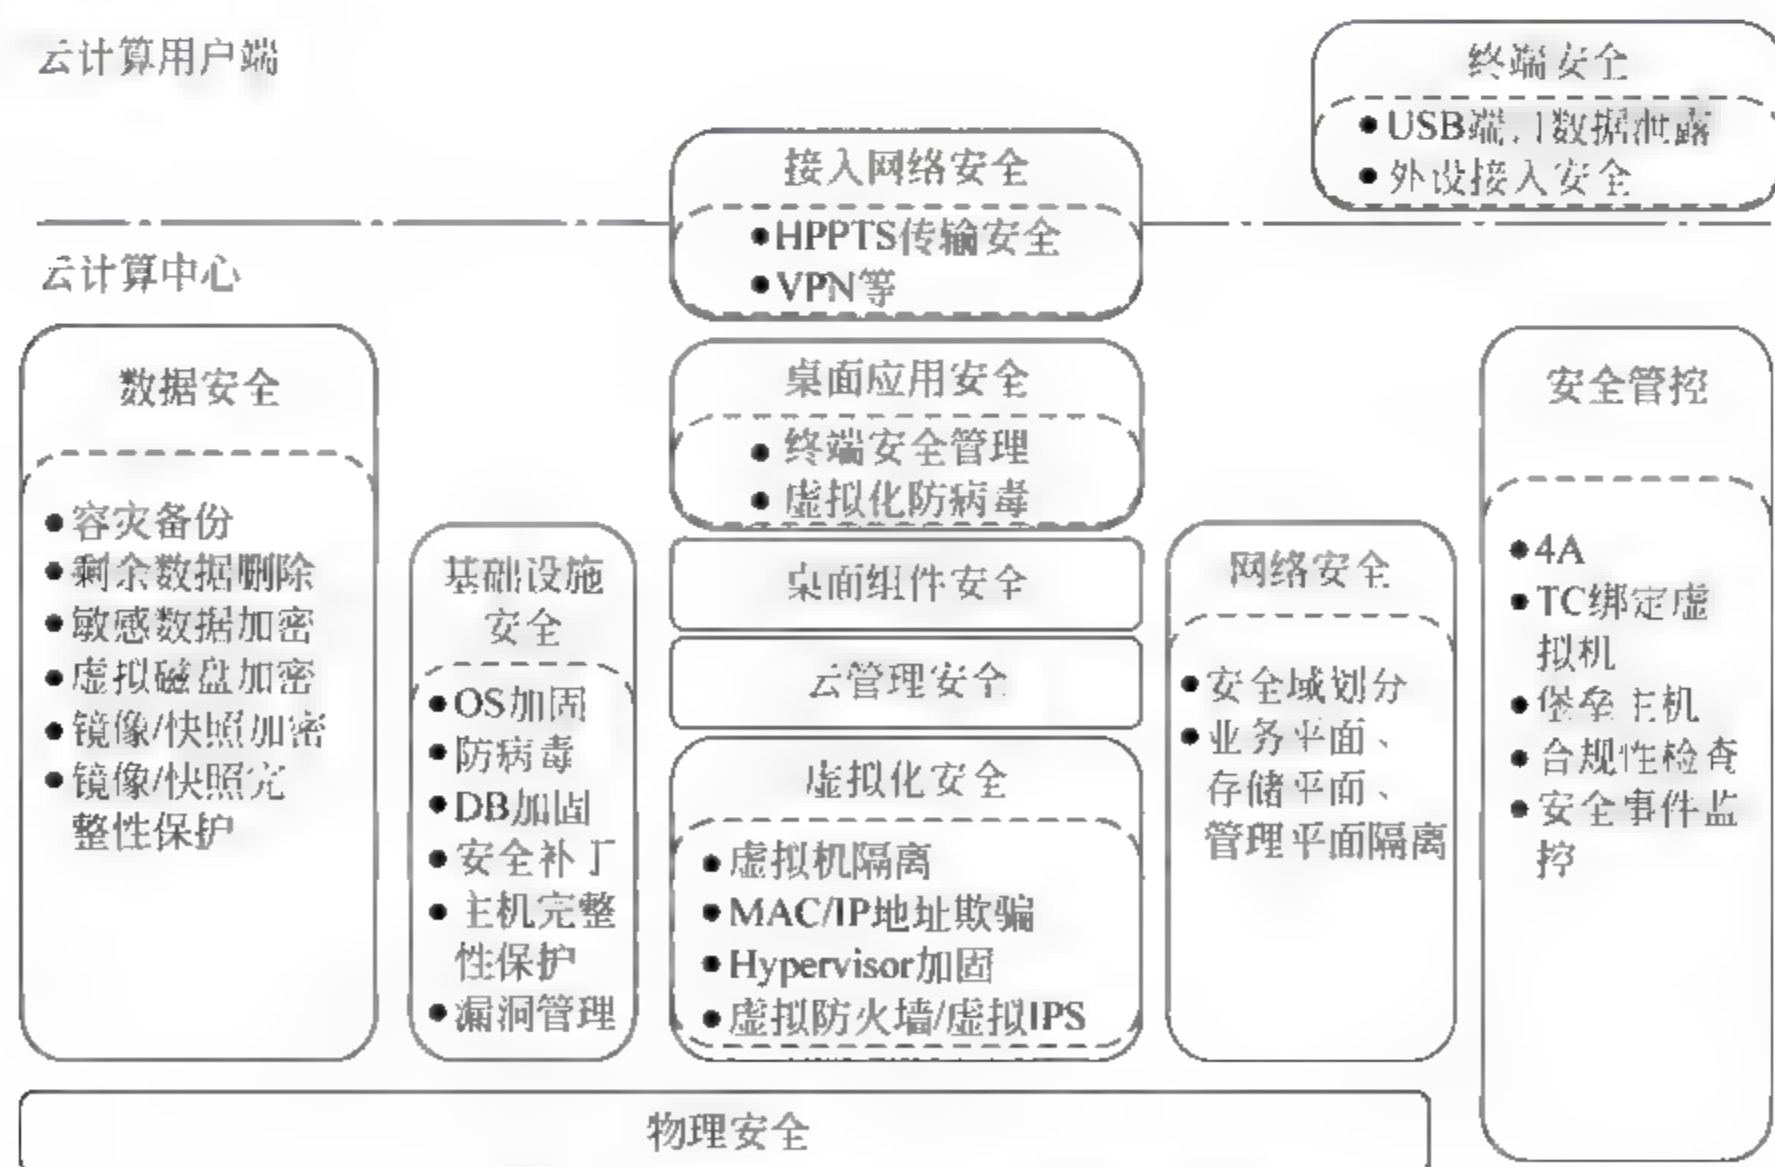 云计算用户端
终端安全
●USB端口数据泄露
●外设接入安全
接入网络安全
●HPPTS传输安全
●VPN等
云计算中心
数据安全
●容灾备份
●剩余数据删除
●敏感数据加密
●虚拟磁盘加密
●镜像/快照加密
●镜像/快照完
整性保护
基础设施
安全
●OS加固
●防病毒
●DB加固
●安全补丁
●主机完整
性保护
●漏洞管理
桌面应用安全
●终端安全管理
●虚拟化防病毒
桌面组件安全
云管理安全
虚拟化安全
●虚拟机隔离
●MAC/IP地址欺骗
●Hypervisor加固
●虚拟防火墙/虚拟IPS
网络安全
●安全域划分
●业务平面、
存储平面、
管理平面隔离
安全管控
●4A
●TC绑定虚
拟机
●堡垒主机
●合规性检查
●安全事件监
控
物理安全